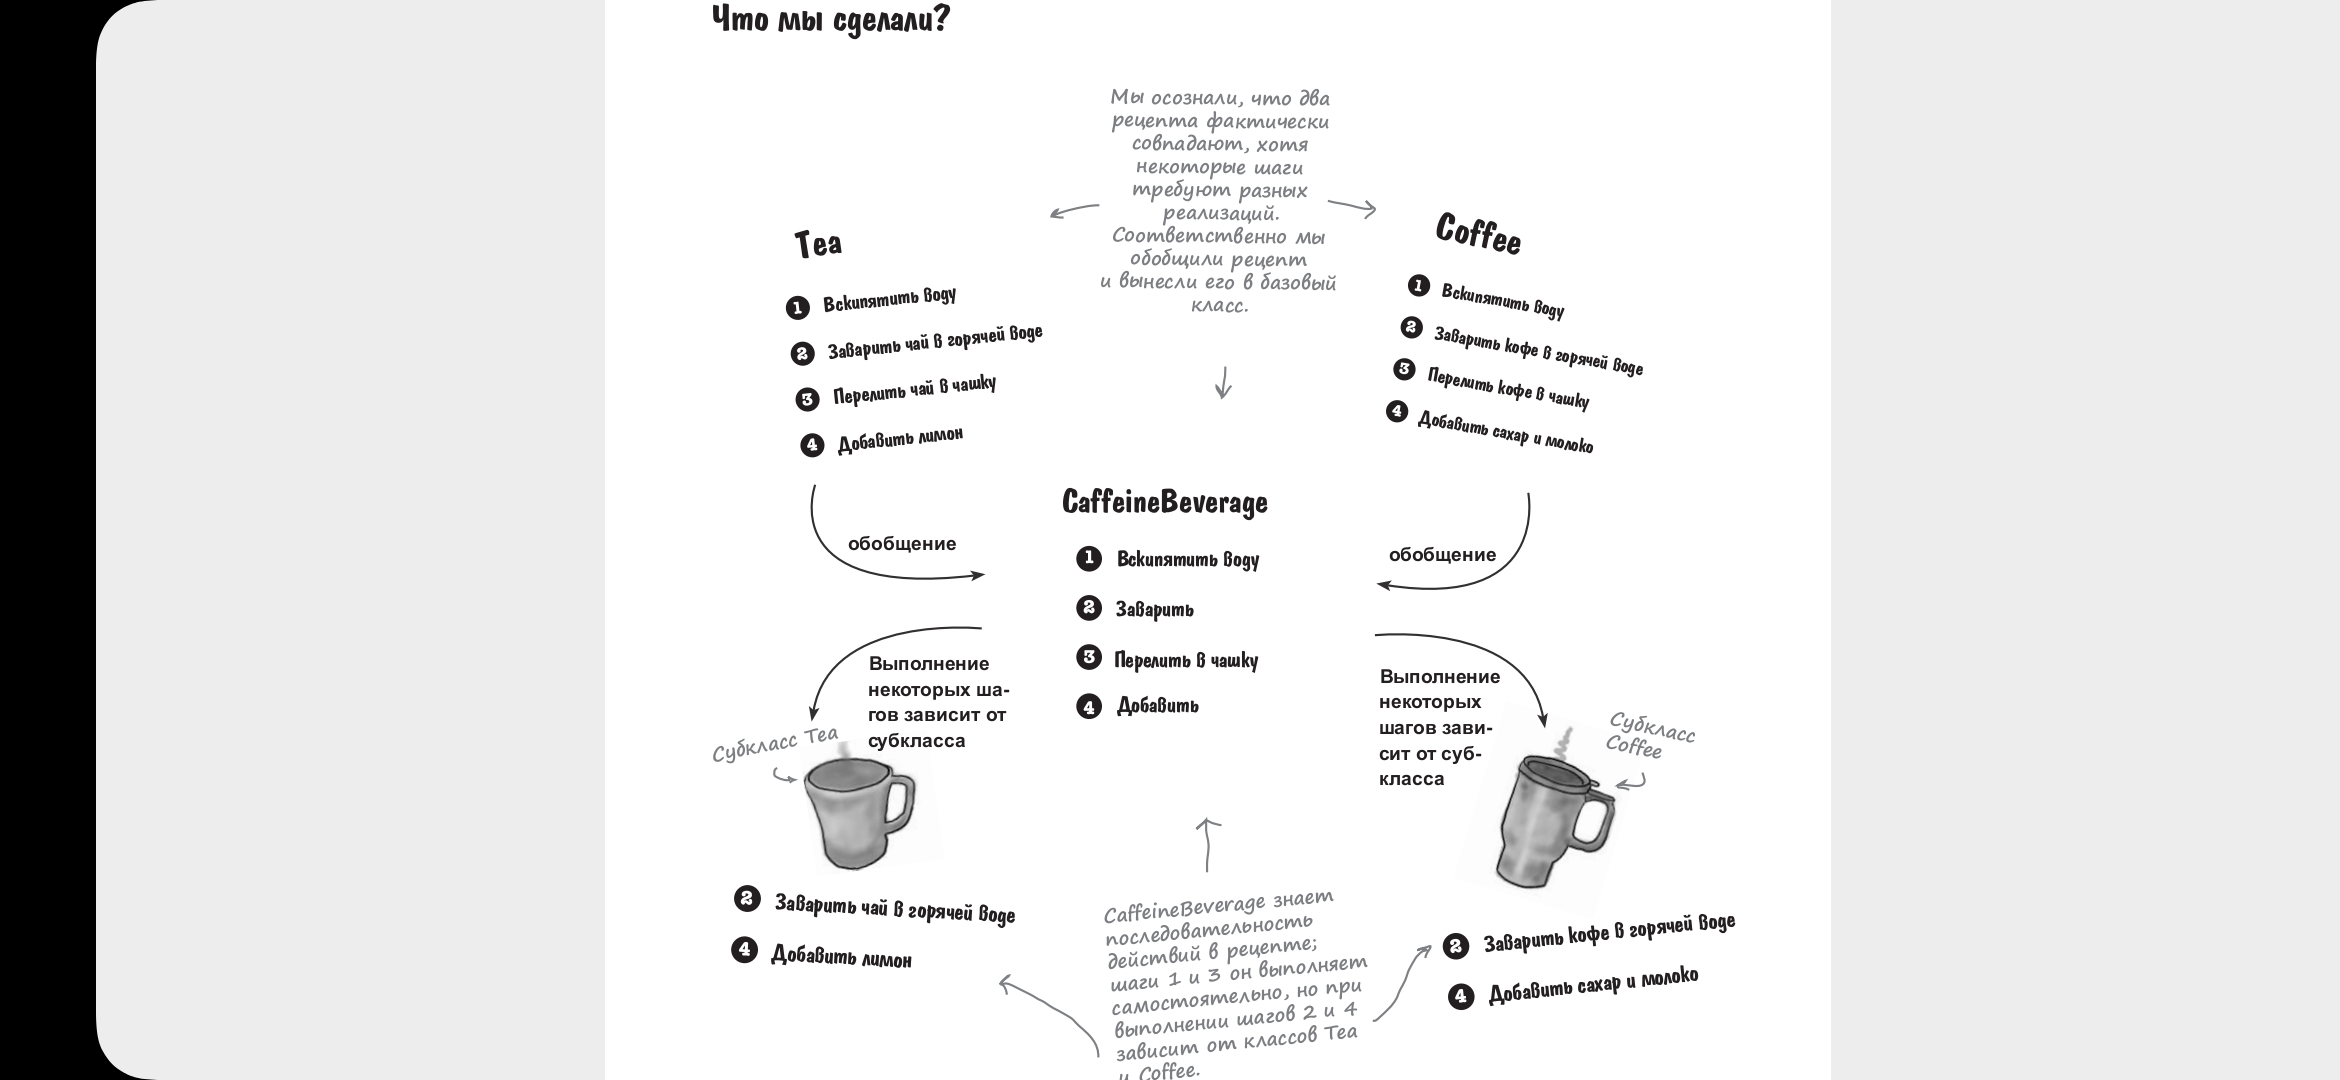 Что мы сделали?
Мы осознали, что два
рецепта фактически
совпадают, хотя
некоторые шаги
требуют разных
реализаций.
Соответственно мы
обобщили рецепт
и вынесли его в базовый
класс.
Tea
1 Вскипятить воду
2 Заварить чай в горячей воде
3 Перелить чай в чашку
4 Добавить лимон
Coffee
1 Вскипятить воду
2 Заварить кофе в горячей воде
3 Перелить кофе в чашку
4 Добавить сахар и молоко
обобщение
CaffeineBeverage
1 Вскипятить воду
2 Заварить
3 Перелить в чашку
4 Добавить
обобщение
Выполнение
некоторых ша-
гов зависит от
субкласса
Субкласс Tea
Выполнение
некоторых
шагов зави-
сит от суб-
класса
Субкласс
Coffee
2 Заварить чай в горячей воде
4 Добавить лимон
CaffeineBeverage знает
последовательность
действий в рецепте;
шаги 1 и 3 он выполняет
самостоятельно, но при
выполнении шагов 2 и 4
зависит от классов Tea
и Coffee.
2 Заварить кофе в горячей воде
4 Добавить сахар и молоко